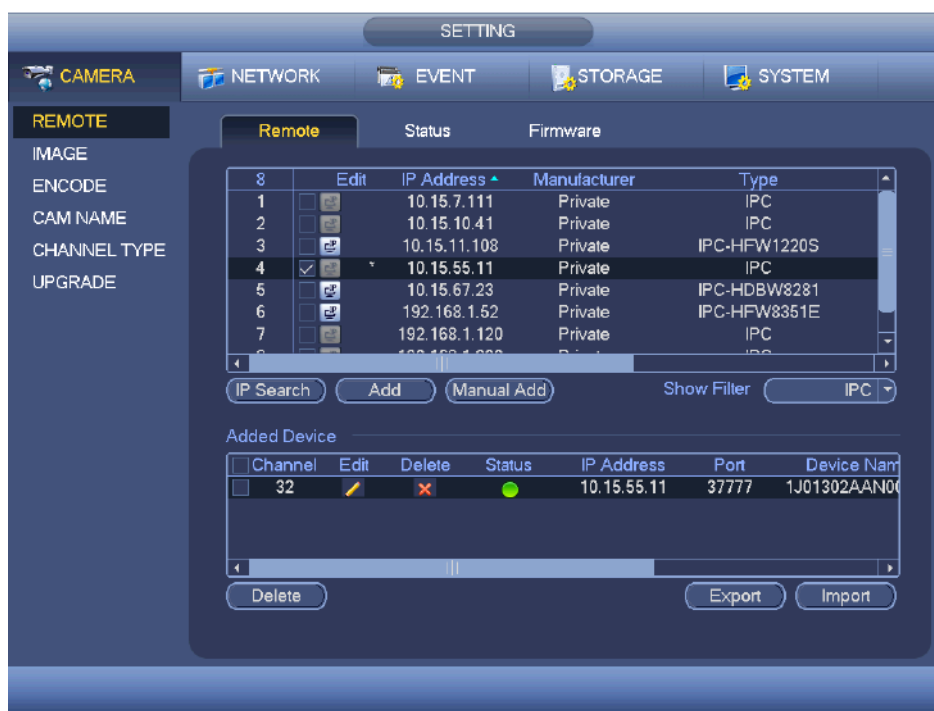 SETTING
CAMERA NETWORK EVENT STORAGE SYSTEM
REMOTE
IMAGE
ENCODE
CAM NAME
CHANNEL TYPE
UPGRADE
Remote Status Firmware
8 Edit IP Address Manufacturer Type
1 10.15.7.111 Private IPC
2 10.15.10.41 Private IPC
3 10.15.11.108 Private IPC-HFW1220S
4 * 10.15.55.11 Private IPC
5 10.15.67.23 Private IPC-HDBW8281
6 192.168.1.52 Private IPC-HFW8351E
7 192.168.1.120 Private IPC
IP Search Add Manual Add Show Filter IPC
Added Device
Channel Edit Delete Status IP Address Port Device Nam
32 10.15.55.11 37777 1J01302AAN00
Delete Export Import